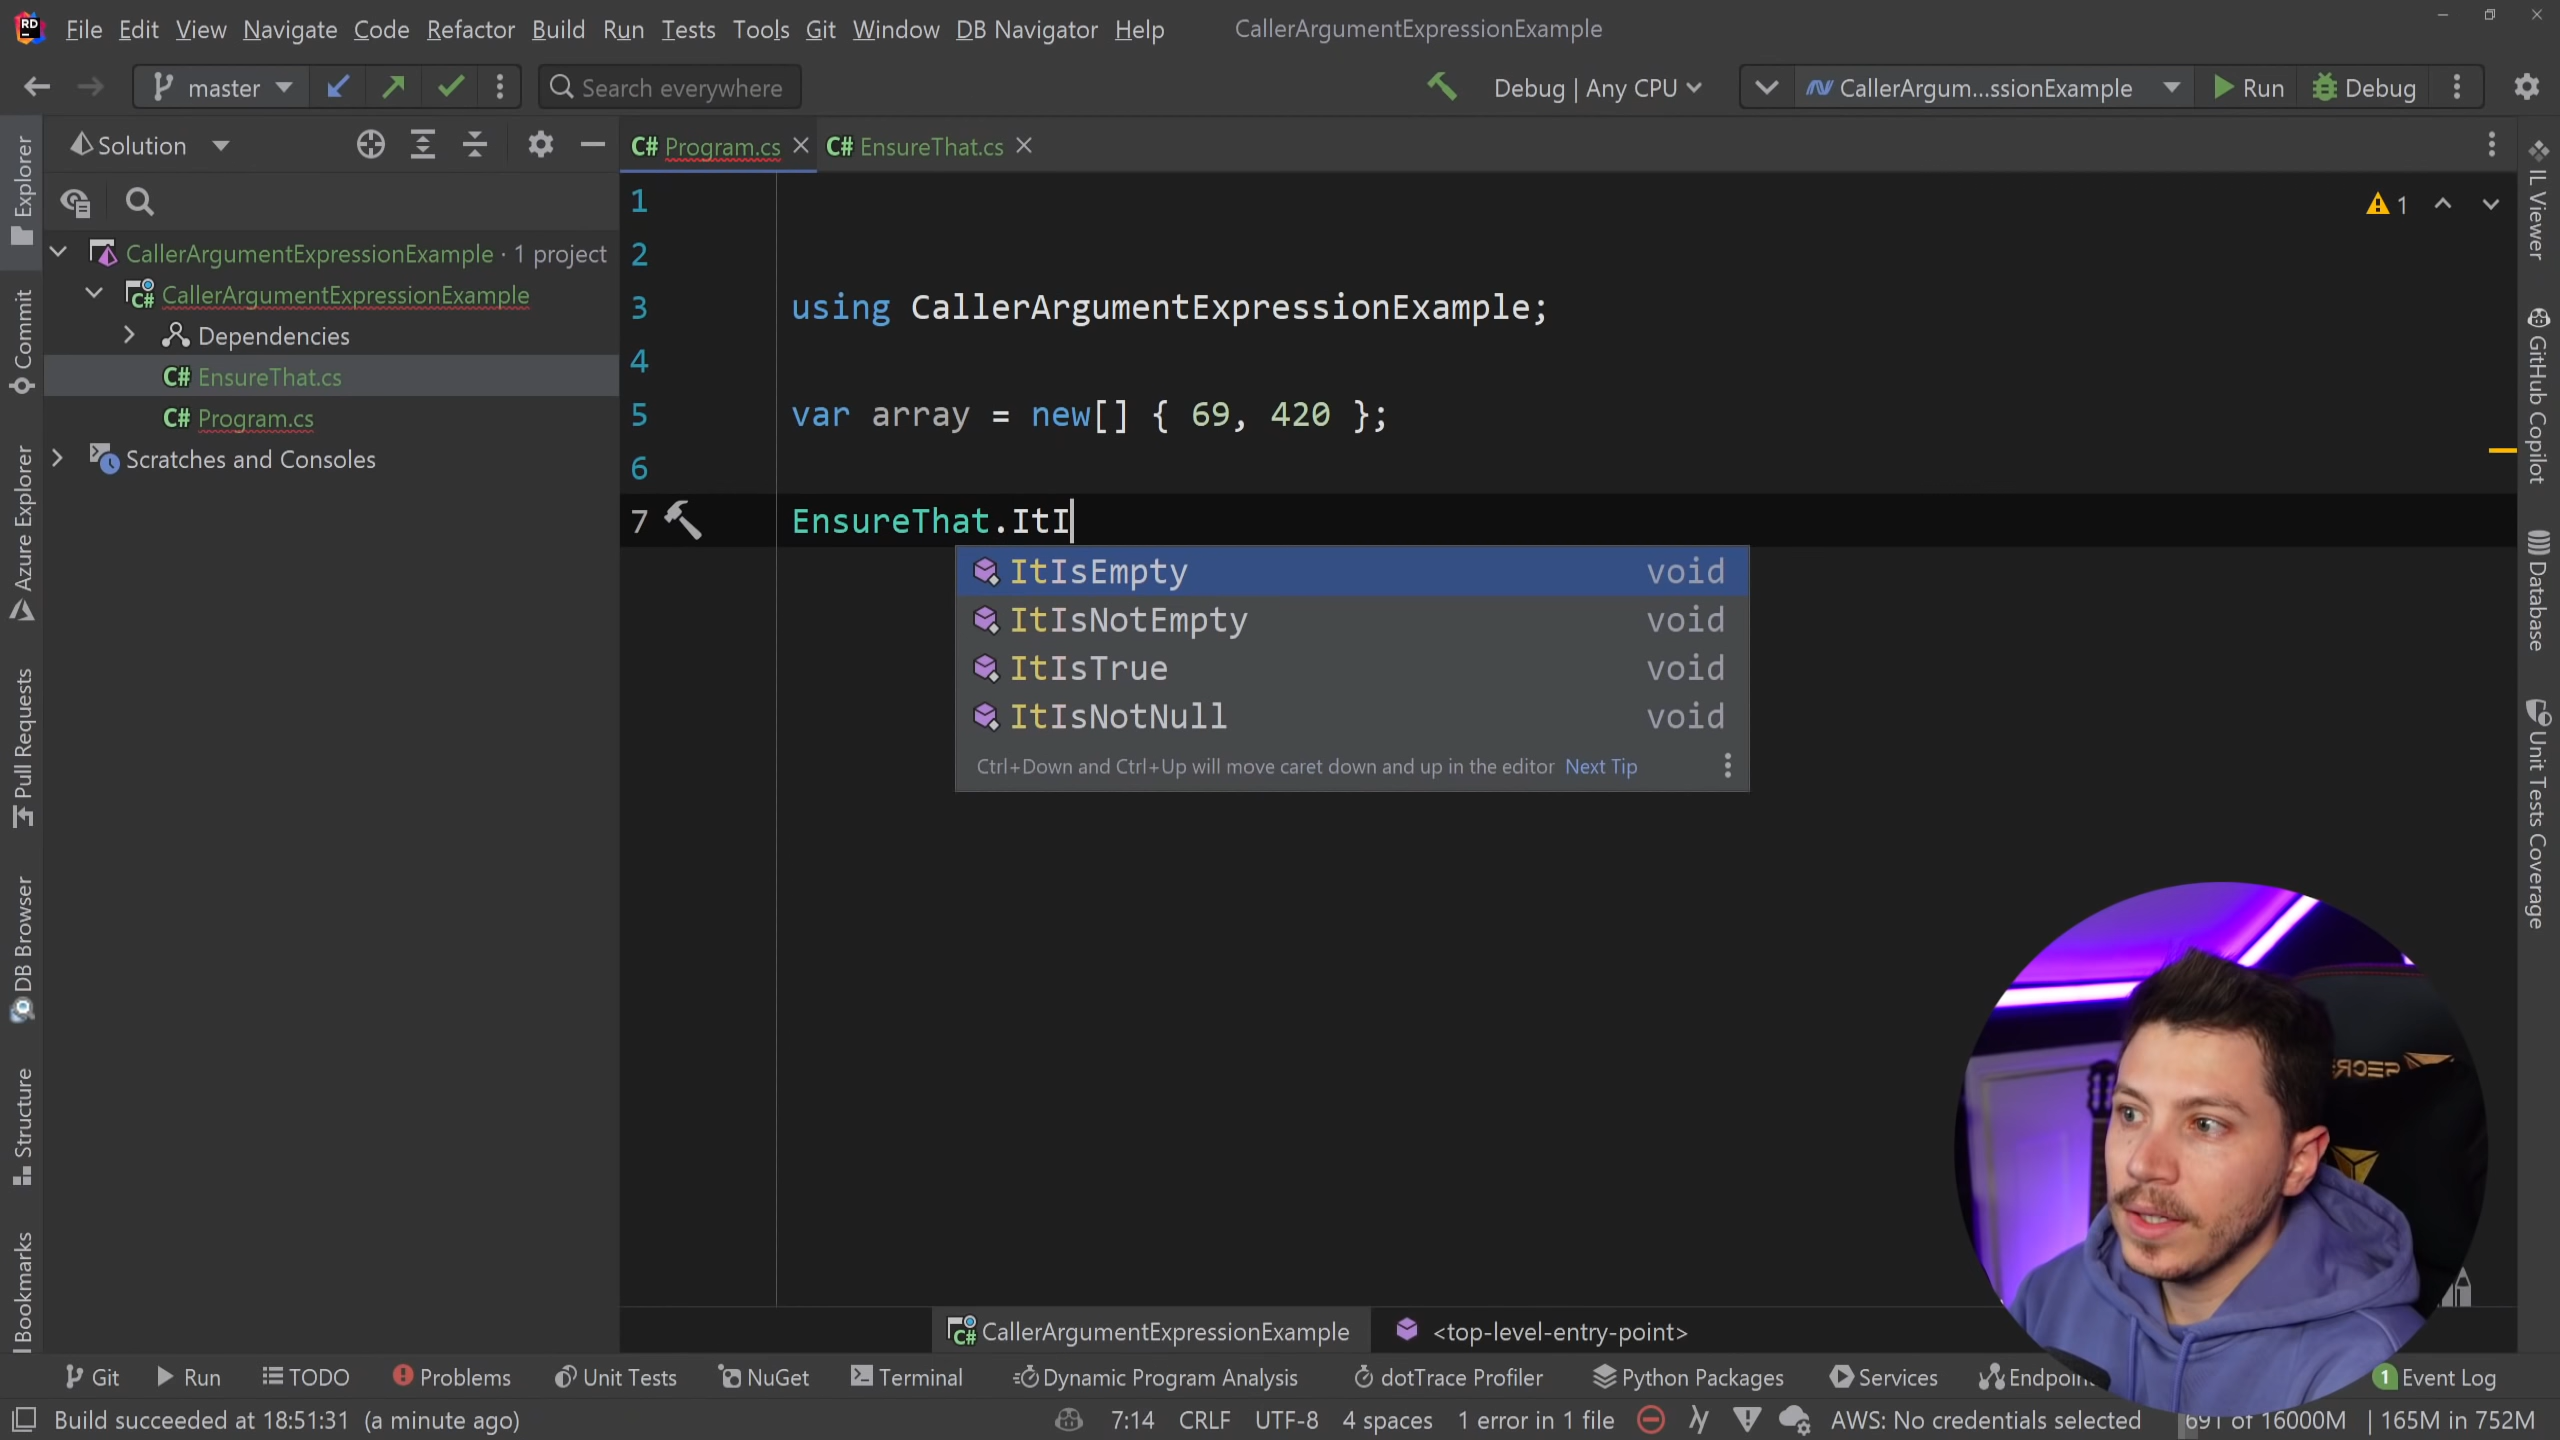 File Edit View Navigate Code Refactor Build Run Tests Tools Git Window DB Navigator Help CallerArgumentExpressionExample
master Search everywhere Debug | Any CPU CallerArgum...ssionExample Run Debug
Solution
C# Program.cs C# EnsureThat.cs
CallerArgumentExpressionExample · 1 project
C# CallerArgumentExpressionExample
Dependencies
C# EnsureThat.cs
C# Program.cs
Scratches and Consoles
Explorer
Commit
Azure Explorer
Pull Requests
DB Browser
Structure
Bookmarks
1
2
3 using CallerArgumentExpressionExample;
4
5 var array = new[] { 69, 420 };
6
7 EnsureThat.ItI
ItIsEmpty void
ItIsNotEmpty void
ItIsTrue void
ItIsNotNull void
Ctrl+Down and Ctrl+Up will move caret down and up in the editor Next Tip
1
IL Viewer
GitHub Copilot
Database
Unit Tests Coverage
C# CallerArgumentExpressionExample <top-level-entry-point>
Git Run TODO Problems Unit Tests NuGet Terminal Dynamic Program Analysis dotTrace Profiler Python Packages Services 1 Event Log
Build succeeded at 18:51:31 (a minute ago) 7:14 CRLF UTF-8 4 spaces 1 error in 1 file AWS: No credentials selected 691 of 16000M 165M in 752M